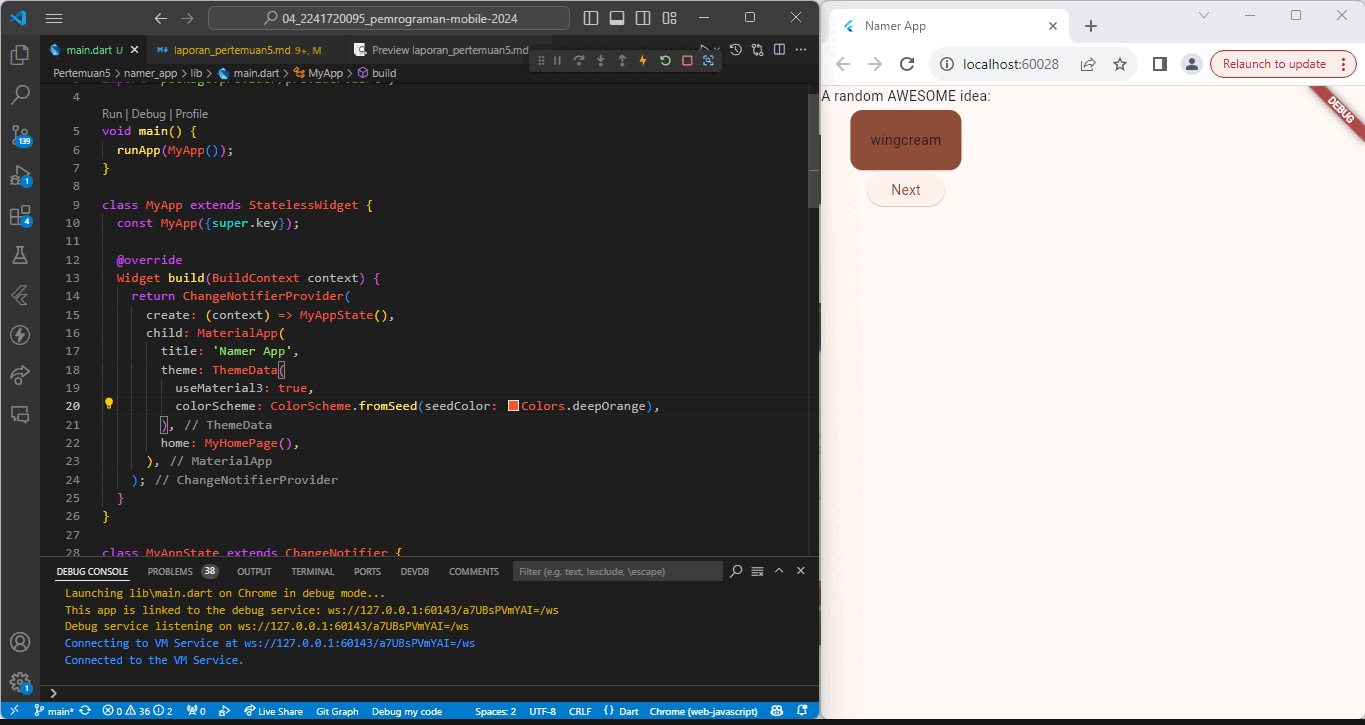 04_2241720095_pemrograman-mobile-2024
main.dart U
laporan_pertemuan5.md 9+, M
Preview laporan_pertemuan5.md
Pertemuan5 > namer_app > lib > main.dart > MyApp > build
4
Run | Debug | Profile
5 void main() {
6 runApp(MyApp());
7 }
8
9 class MyApp extends StatelessWidget {
10 const MyApp({super.key});
11
12 @override
13 Widget build(BuildContext context) {
14 return ChangeNotifierProvider(
15 create: (context) => MyAppState(),
16 child: MaterialApp(
17 title: 'Namer App',
18 theme: ThemeData(
19 useMaterial3: true,
20 colorScheme: ColorScheme.fromSeed(seedColor: Colors.deepOrange),
21 ), // ThemeData
22 home: MyHomePage(),
23 ), // MaterialApp
24 ); // ChangeNotifierProvider
25 }
26 }
27
28 class MyAppState extends ChangeNotifier {
DEBUG CONSOLE PROBLEMS 38 OUTPUT TERMINAL PORTS DEVDB COMMENTS Filter (e.g. text, !exclude, \escape)
Launching lib\main.dart on Chrome in debug mode...
This app is linked to the debug service: ws://127.0.0.1:60143/a7UBsPVmYAI=/ws
Debug service listening on ws://127.0.0.1:60143/a7UBsPVmYAI=/ws
Connecting to VM Service at ws://127.0.0.1:60143/a7UBsPVmYAI=/ws
Connected to the VM Service.
139
1
4
1
main* 0 36 2 0 Live Share Git Graph Debug my code Spaces: 2 UTF-8 CRLF {} Dart Chrome (web-javascript)
Namer App
localhost:60028
Relaunch to update
A random AWESOME idea:
DEBUG
wingcream
Next